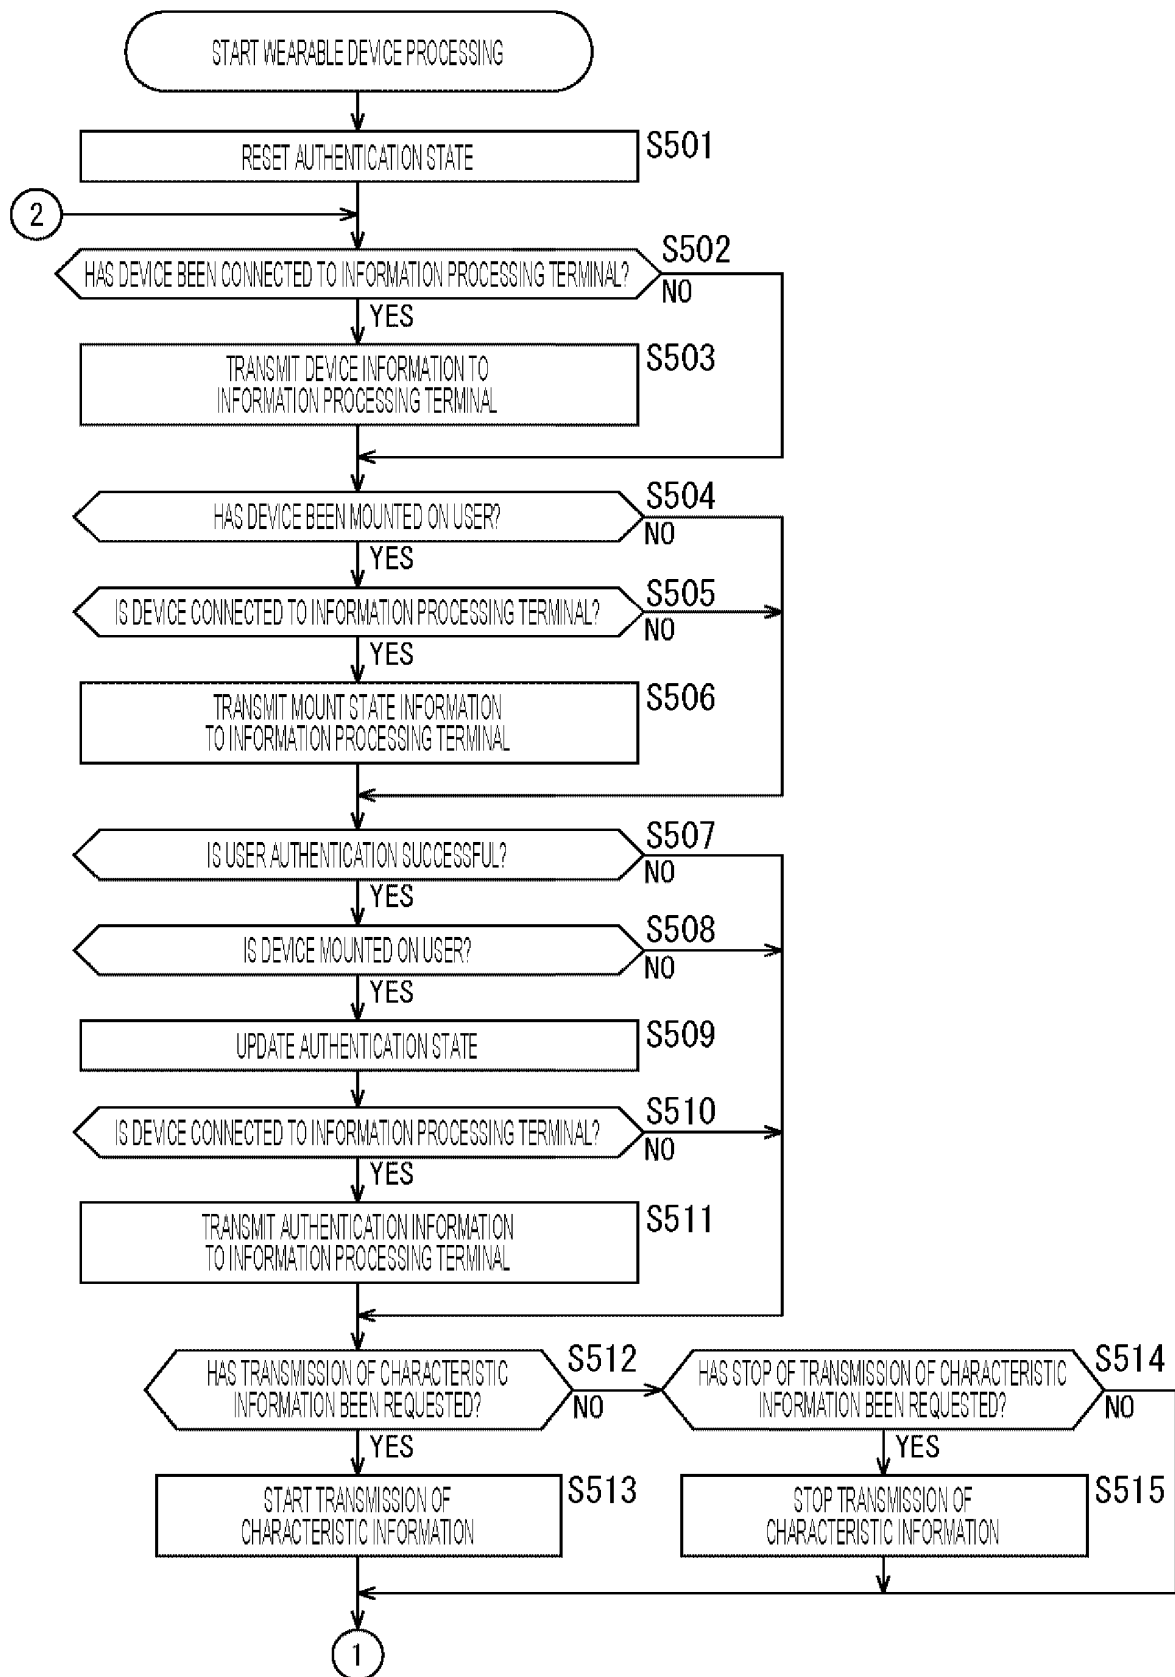 START WEARABLE DEVICE PROCESSING
RESET AUTHENTICATION STATE
S501
2
HAS DEVICE BEEN CONNECTED TO INFORMATION PROCESSING TERMINAL?
S502
NO
YES
TRANSMIT DEVICE INFORMATION TO
INFORMATION PROCESSING TERMINAL
S503
HAS DEVICE BEEN MOUNTED ON USER?
S504
NO
YES
IS DEVICE CONNECTED TO INFORMATION PROCESSING TERMINAL?
S505
NO
YES
TRANSMIT MOUNT STATE INFORMATION
TO INFORMATION PROCESSING TERMINAL
S506
IS USER AUTHENTICATION SUCCESSFUL?
S507
NO
YES
IS DEVICE MOUNTED ON USER?
S508
NO
YES
UPDATE AUTHENTICATION STATE
S509
IS DEVICE CONNECTED TO INFORMATION PROCESSING TERMINAL?
S510
NO
YES
TRANSMIT AUTHENTICATION INFORMATION
TO INFORMATION PROCESSING TERMINAL
S511
HAS TRANSMISSION OF CHARACTERISTIC
INFORMATION BEEN REQUESTED?
S512
NO
YES
HAS STOP OF TRANSMISSION OF CHARACTERISTIC
INFORMATION BEEN REQUESTED?
S514
NO
YES
START TRANSMISSION OF
CHARACTERISTIC INFORMATION
S513
STOP TRANSMISSION OF
CHARACTERISTIC INFORMATION
S515
1